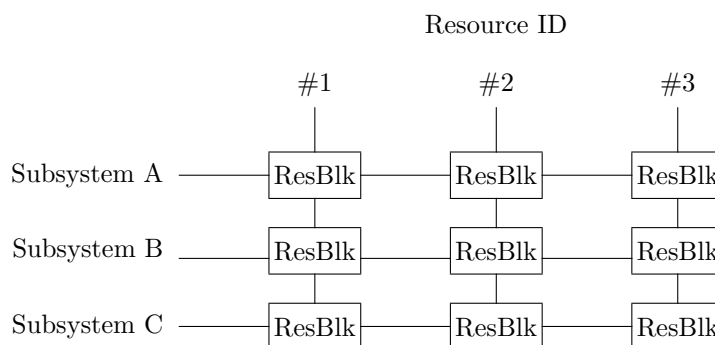 Resource ID
#1 #2 #3
Subsystem A ResBlk ResBlk ResBlk
Subsystem B ResBlk ResBlk ResBlk
Subsystem C ResBlk ResBlk ResBlk